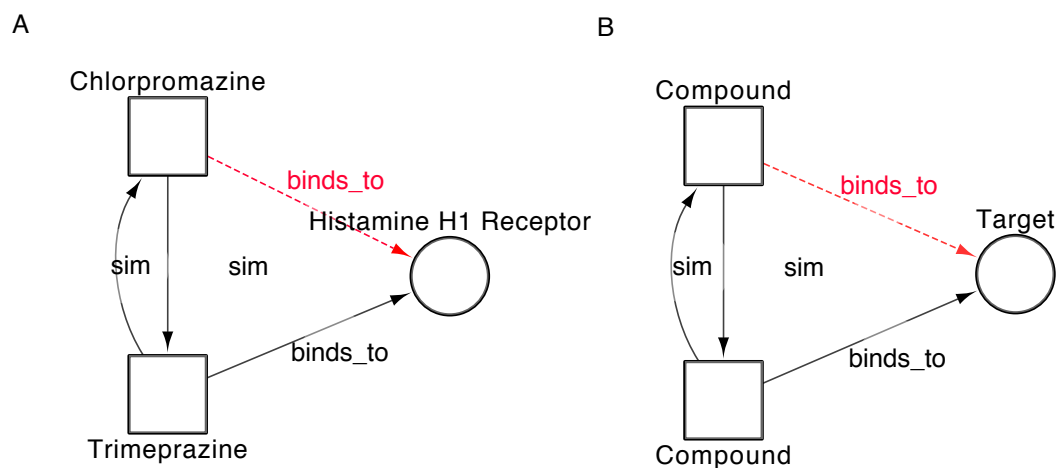 A
Chlorpromazine
binds_to
Histamine H1 Receptor
sim
sim
binds_to
Trimeprazine
B
Compound
binds_to
Target
sim
sim
binds_to
Compound